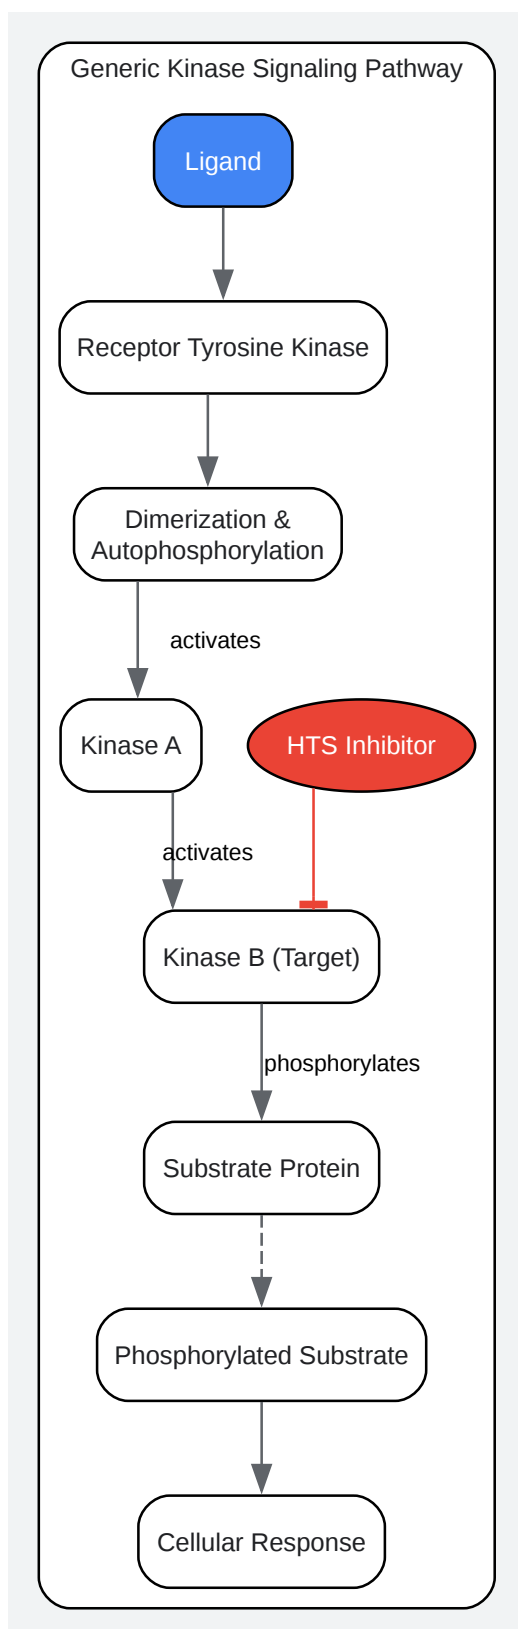 Generic Kinase Signaling Pathway
Ligand
Receptor Tyrosine Kinase
Dimerization &
Autophosphorylation
activates
Kinase A
HTS Inhibitor
activates
Kinase B (Target)
phosphorylates
Substrate Protein
Phosphorylated Substrate
Cellular Response